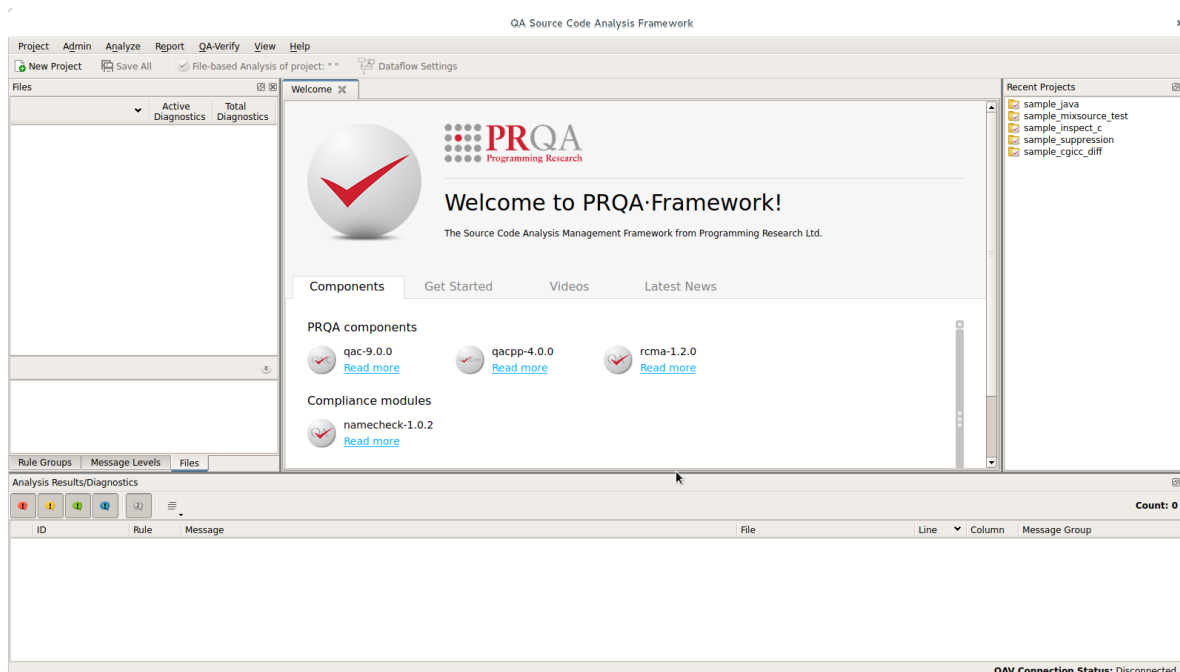 QA Source Code Analysis Framework
Project Admin Analyze Report QA-Verify View Help
New Project Save All File-based Analysis of project: " " Dataflow Settings
Files
Active Diagnostics Total Diagnostics
Rule Groups Message Levels Files
Welcome
PRQA
Programming Research
Welcome to PRQA·Framework!
The Source Code Analysis Management Framework from Programming Research Ltd.
Components Get Started Videos Latest News
PRQA components
qac-9.0.0 qacpp-4.0.0 rcma-1.2.0
Read more Read more Read more
Compliance modules
namecheck-1.0.2
Read more
Recent Projects
sample_java
sample_mixsource_test
sample_inspect_c
sample_suppression
sample_cgicc_diff
Analysis Results/Diagnostics
Count: 0
ID Rule Message File Line Column Message Group
QAV Connection Status: Disconnected